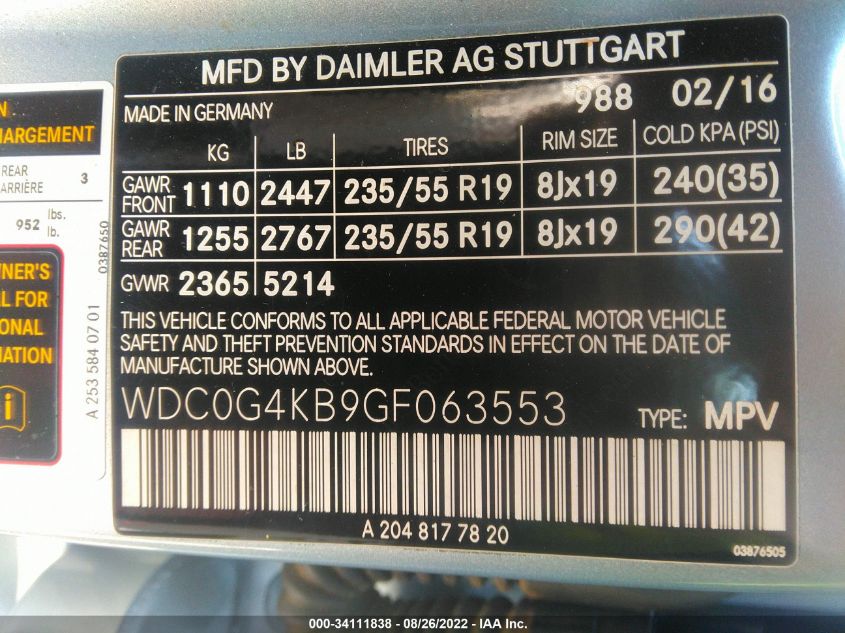 N
HARGEMENT
REAR
ARRIÈRE 3
952 lbs.
lb.
0387650
NER'S
L FOR
IONAL
MATION
i
A 253 584 07 01
MFD BY DAIMLER AG STUTTGART
MADE IN GERMANY 988 02/16
KG LB TIRES RIM SIZE COLD KPA (PSI)
GAWR FRONT 1110 2447 235/55 R19 8Jx19 240(35)
GAWR REAR 1255 2767 235/55 R19 8Jx19 290(42)
GVWR 2365 5214
THIS VEHICLE CONFORMS TO ALL APPLICABLE FEDERAL MOTOR VEHICLE
SAFETY AND THEFT PREVENTION STANDARDS IN EFFECT ON THE DATE OF
MANUFACTURE SHOWN ABOVE.
WDC0G4KB9GF063553 TYPE: MPV
A 204 817 78 20
03876505
000-34111838 - 08/26/2022 - IAA Inc.